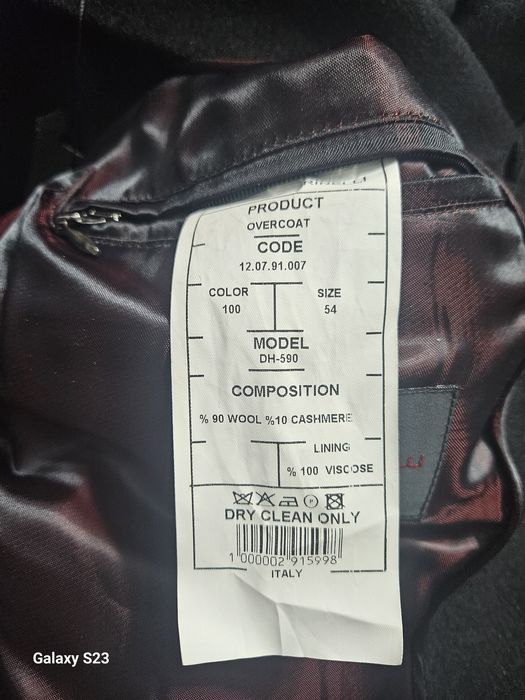 PRODUCT
OVERCOAT
CODE
12.07.91.007
COLOR SIZE
100 54
MODEL
DH-590
COMPOSITION
% 90 WOOL %10 CASHMERE
LINING
% 100 VISCOSE
P
DRY CLEAN ONLY
1 000002 915998
ITALY
Galaxy S23